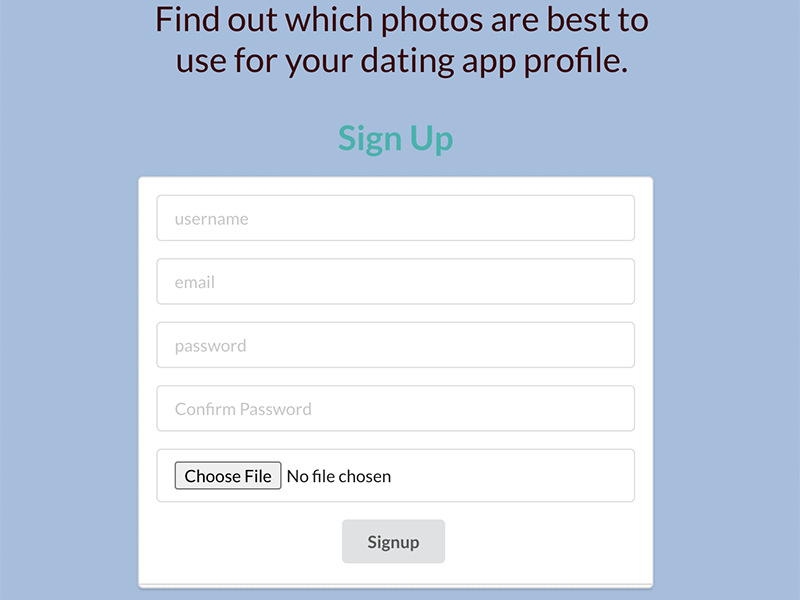 Find out which photos are best to
use for your dating app profile.
Sign Up
username
email
password
Confirm Password
Choose File No file chosen
Signup